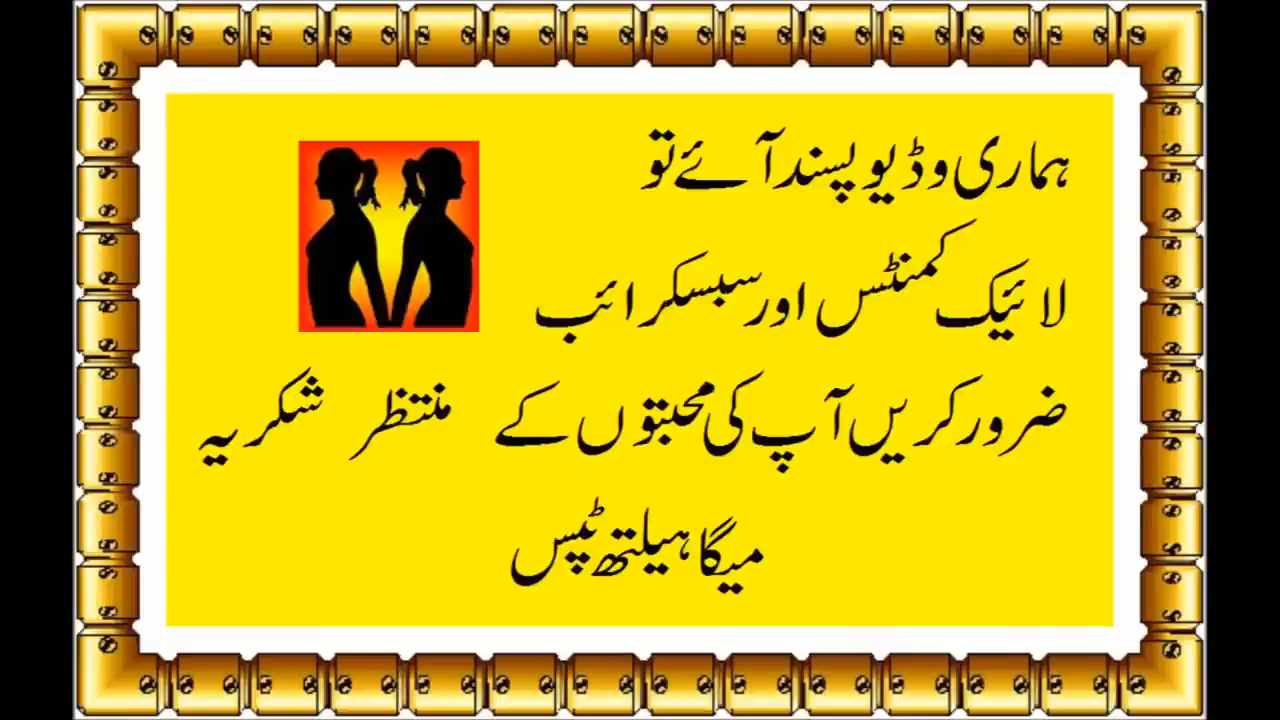 ہماری وڈیو پسند آئے تو
لائیک کمنٹس اور سبسکرائب
ضرور کریں آپ کی محبتوں کے منتظر شکریہ
میگا ہیلتھ ٹپس